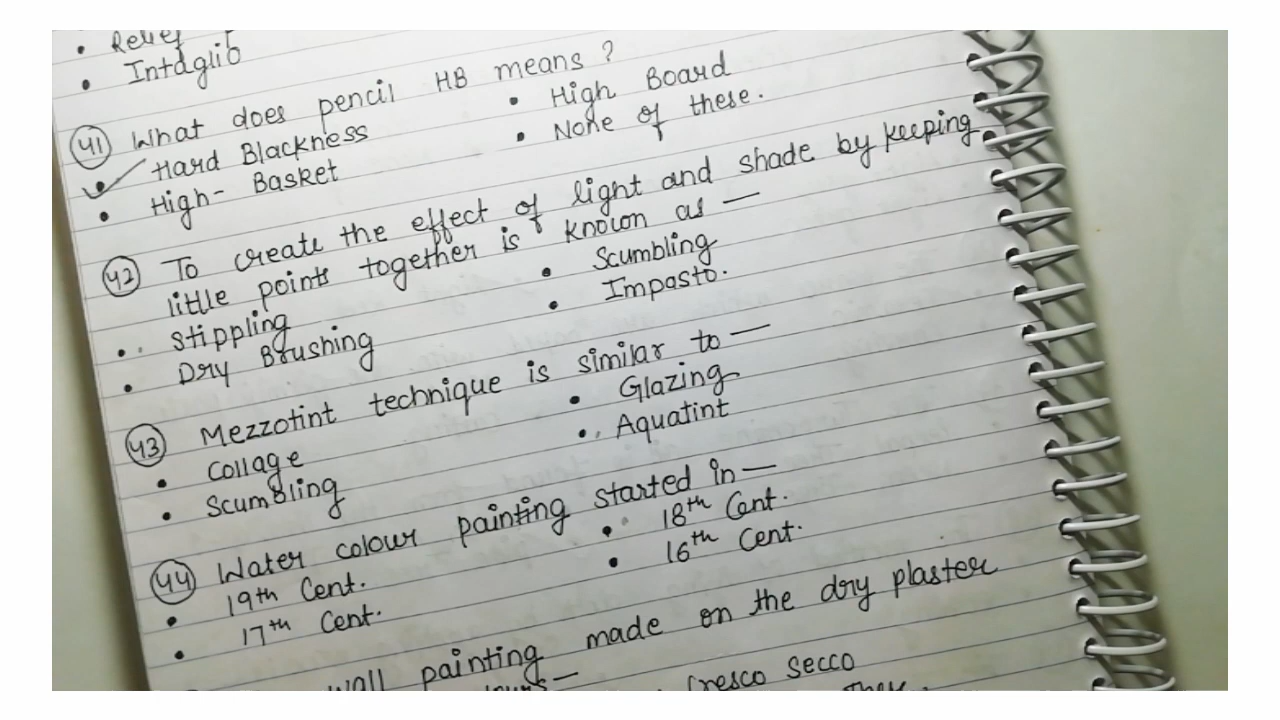 • Relief
• Intaglio
41 What does pencil HB means ?
• Hard Blackness • High Board
• High- Basket • None of these.
42 To create the effect of light and shade by keeping
little points together is known as —
• Stippling • Scumbling
• Dry Brushing • Impasto.
43 Mezzotint technique is similar to —
• Collage • Glazing
• Scumbling • Aquatint
44 Water colour painting started in —
• 19th Cent. • 18th Cent.
• 17th Cent. • 16th Cent.
wall painting made on the dry plaster
Secco